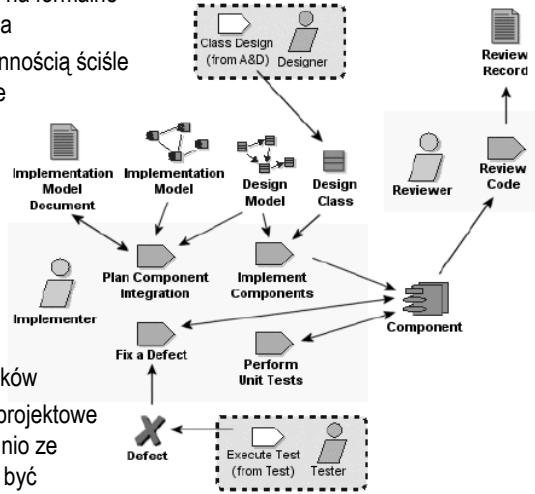 na formalne
a
nnością ściśle
e
Class Design
(from A&D)
Designer
Review
Record
Implementation
Model
Document
Implementation
Model
Design
Model
Design
Class
Reviewer
Review
Code
Implementer
Plan Component
Integration
Implement
Components
Component
Fix a Defect
Perform
Unit Tests
ków
projektowe
nio ze
być
Defect
Execute Test
(from Test)
Tester